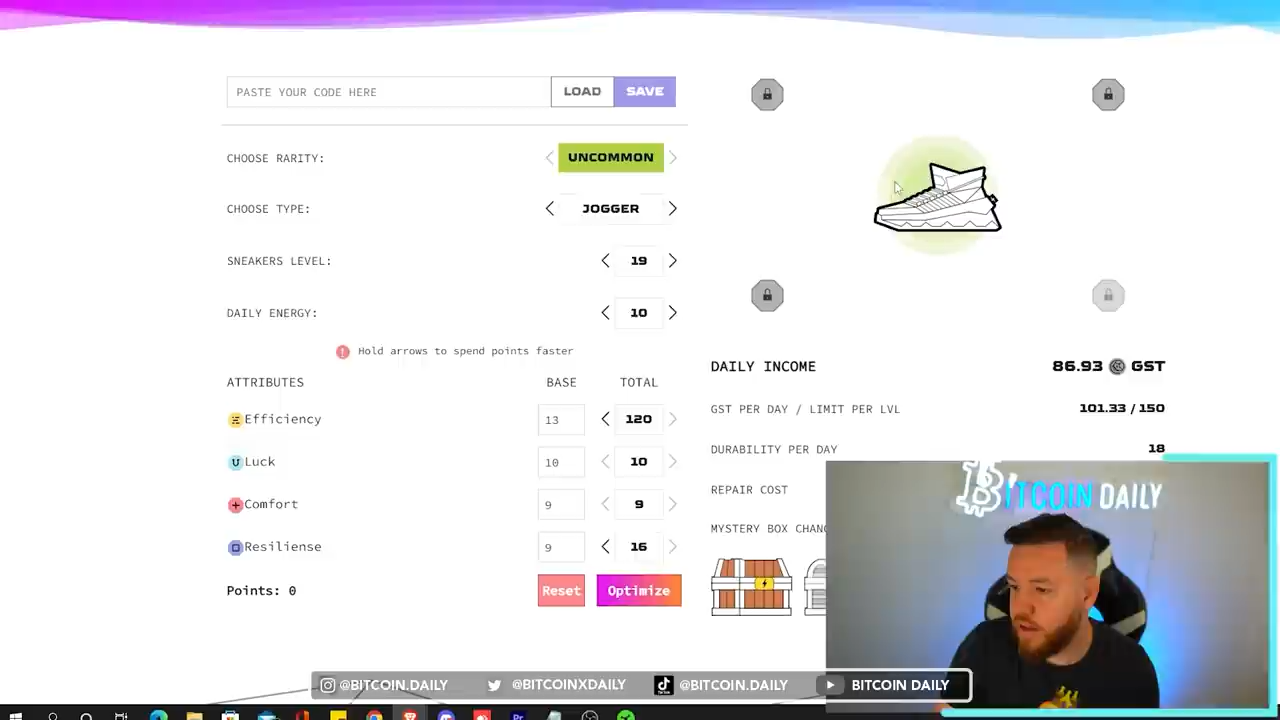 PASTE YOUR CODE HERE LOAD SAVE
CHOOSE RARITY: UNCOMMON
CHOOSE TYPE: JOGGER
SNEAKERS LEVEL: 19
DAILY ENERGY: 10
! Hold arrows to spend points faster
ATTRIBUTES BASE TOTAL
Efficiency 13 120
Luck 10 10
Comfort 9 9
Resiliense 9 16
Points: 0 Reset Optimize
DAILY INCOME 86.93 GST
GST PER DAY / LIMIT PER LVL 101.33 / 150
DURABILITY PER DAY 18
REPAIR COST
MYSTERY BOX CHANC
BITCOIN DAILY
@BITCOIN.DAILY @BITCOINXDAILY @BITCOIN.DAILY BITCOIN DAILY